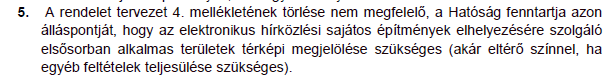 5. A rendelet tervezet 4. mellékletének törlése nem megfelelő, a Hatóság fenntartja azon
álláspontját, hogy az elektronikus hírközlési sajátos építmények elhelyezésére szolgáló
elsősorban alkalmas területek térképi megjelölése szükséges (akár eltérő színnel, ha
egyéb feltételek teljesülése szükséges).